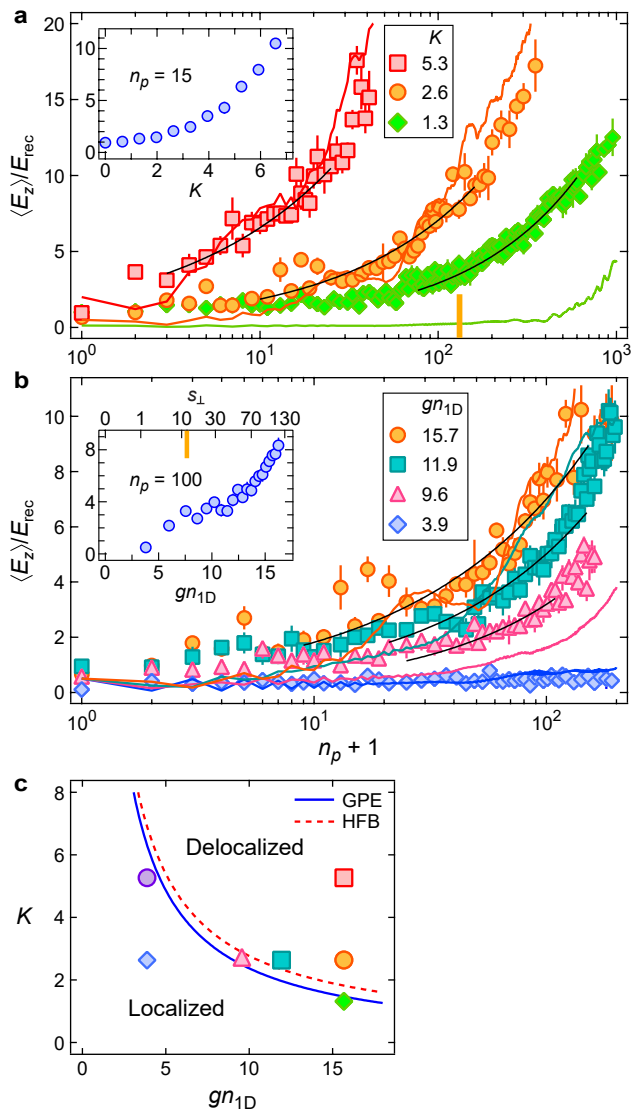 a
20
15
10
5
0
⟨E_z⟩/E_rec
10
8
6
4
2
0
n_p = 15
0 2 4 6
K
K
5.3
2.6
1.3
10^0 10^1 10^2 10^3
b
10
8
6
4
2
0
⟨E_z⟩/E_rec
s_⊥
0 1 10 30 70 130
8
4
0
n_p = 100
0 5 10 15
gn_1D
gn_1D
15.7
11.9
9.6
3.9
10^0 10^1 10^2
n_p + 1
c
8
6
4
2
0
K
GPE
HFB
Delocalized
Localized
0 5 10 15
gn_1D